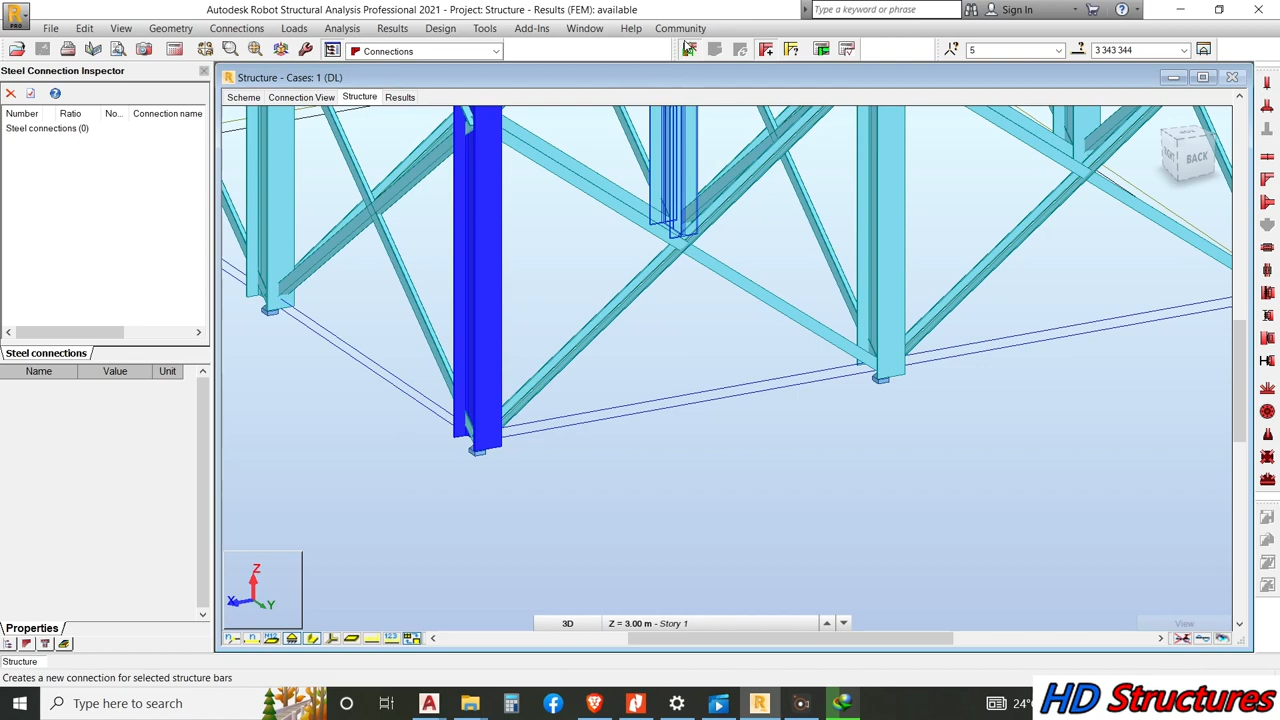 PRO
Autodesk Robot Structural Analysis Professional 2021 - Project: Structure - Results (FEM): available
Type a keyword or phrase
Sign In
File Edit View Geometry Connections Loads Analysis Results Design Tools Add-Ins Window Help Community
Connections
5
3 343 344
Steel Connection Inspector
Structure - Cases: 1 (DL)
Scheme Connection View Structure Results
Number Ratio No... Connection name
Steel connections (0)
BACK
Steel connections
Name Value Unit
Z
X
Y
3D Z = 3.00 m - Story 1
View
Properties
Structure
Creates a new connection for selected structure bars
Type here to search
24°
HD Structures